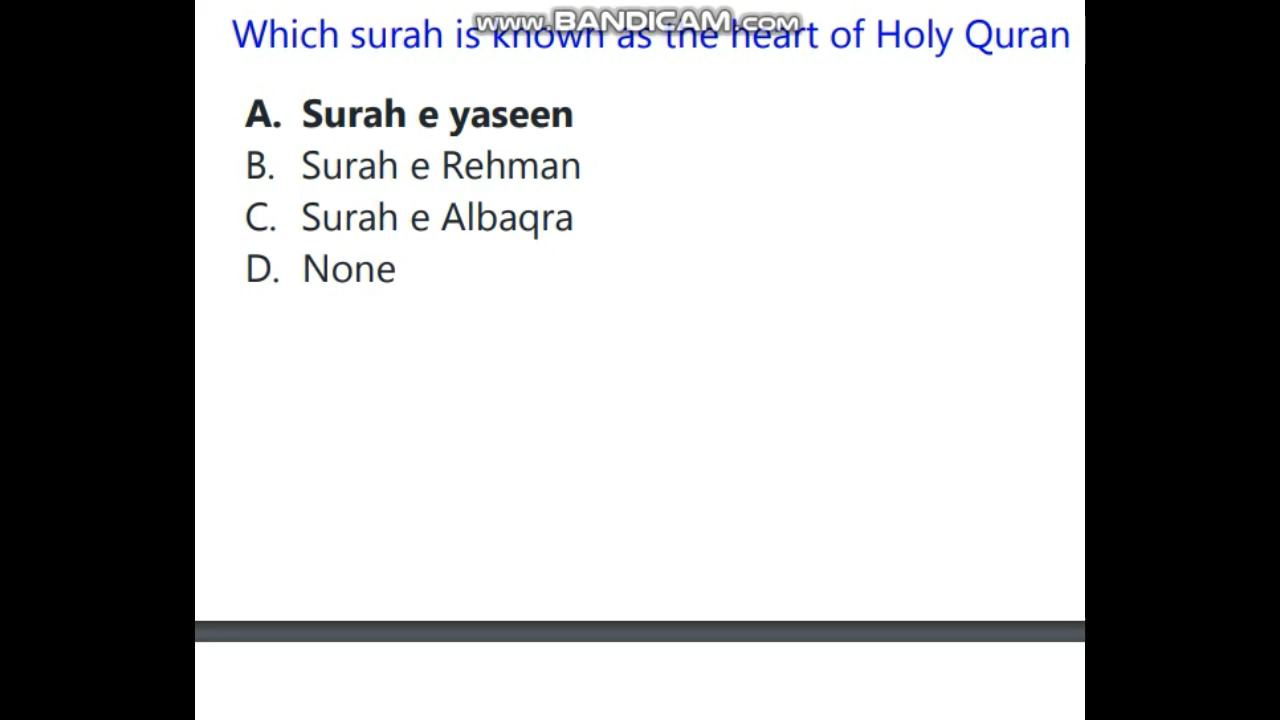 www.BANDICAM.com
Which surah is known as the heart of Holy Quran
A. Surah e yaseen
B. Surah e Rehman
C. Surah e Albaqra
D. None